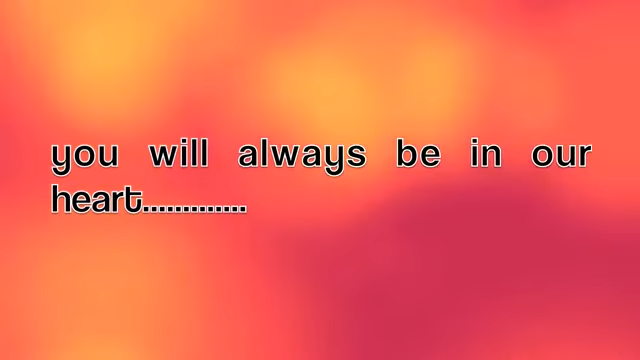 you will always be in our
heart.............